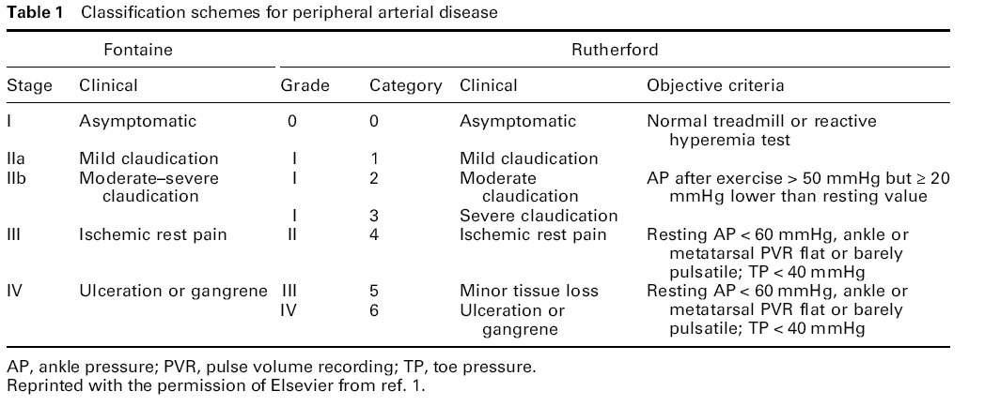 Table 1 Classification schemes for peripheral arterial disease
Fontaine Rutherford
Stage Clinical Grade Category Clinical Objective criteria
I Asymptomatic 0 0 Asymptomatic Normal treadmill or reactive
hyperemia test
IIa Mild claudication I 1 Mild claudication
IIb Moderate–severe I 2 Moderate AP after exercise > 50 mmHg but ≥ 20
claudication claudication mmHg lower than resting value
I 3 Severe claudication
III Ischemic rest pain II 4 Ischemic rest pain Resting AP < 60 mmHg, ankle or
metatarsal PVR flat or barely
pulsatile; TP < 40 mmHg
IV Ulceration or gangrene III 5 Minor tissue loss Resting AP < 60 mmHg, ankle or
IV 6 Ulceration or metatarsal PVR flat or barely
gangrene pulsatile; TP < 40 mmHg
AP, ankle pressure; PVR, pulse volume recording; TP, toe pressure.
Reprinted with the permission of Elsevier from ref. 1.